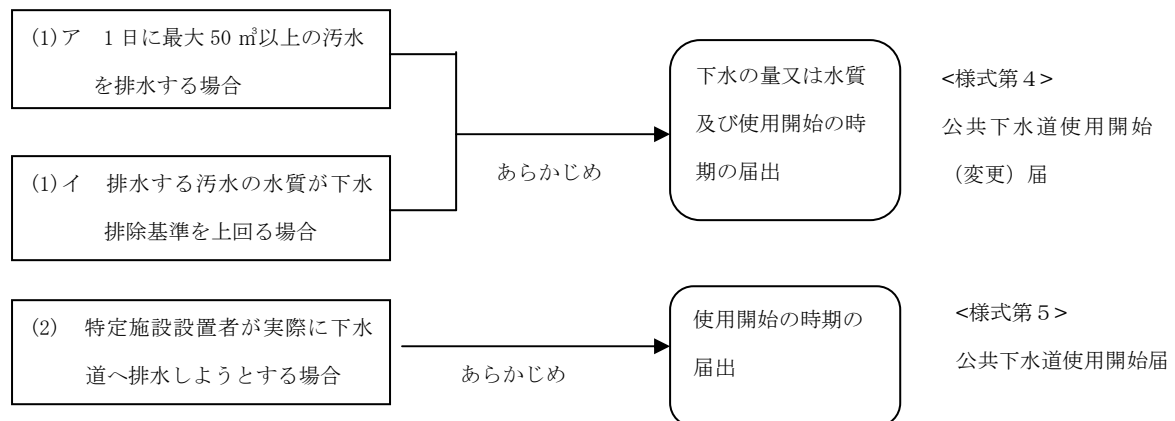 (1)ア　1日に最大 50 ㎥以上の汚水
を排水する場合
(1)イ　排水する汚水の水質が下水
排除基準を上回る場合
あらかじめ
下水の量又は水質
及び使用開始の時
期の届出
<様式第４>
公共下水道使用開始
（変更）届
(2)　特定施設設置者が実際に下水
道へ排水しようとする場合
あらかじめ
使用開始の時期の
届出
<様式第５>
公共下水道使用開始届